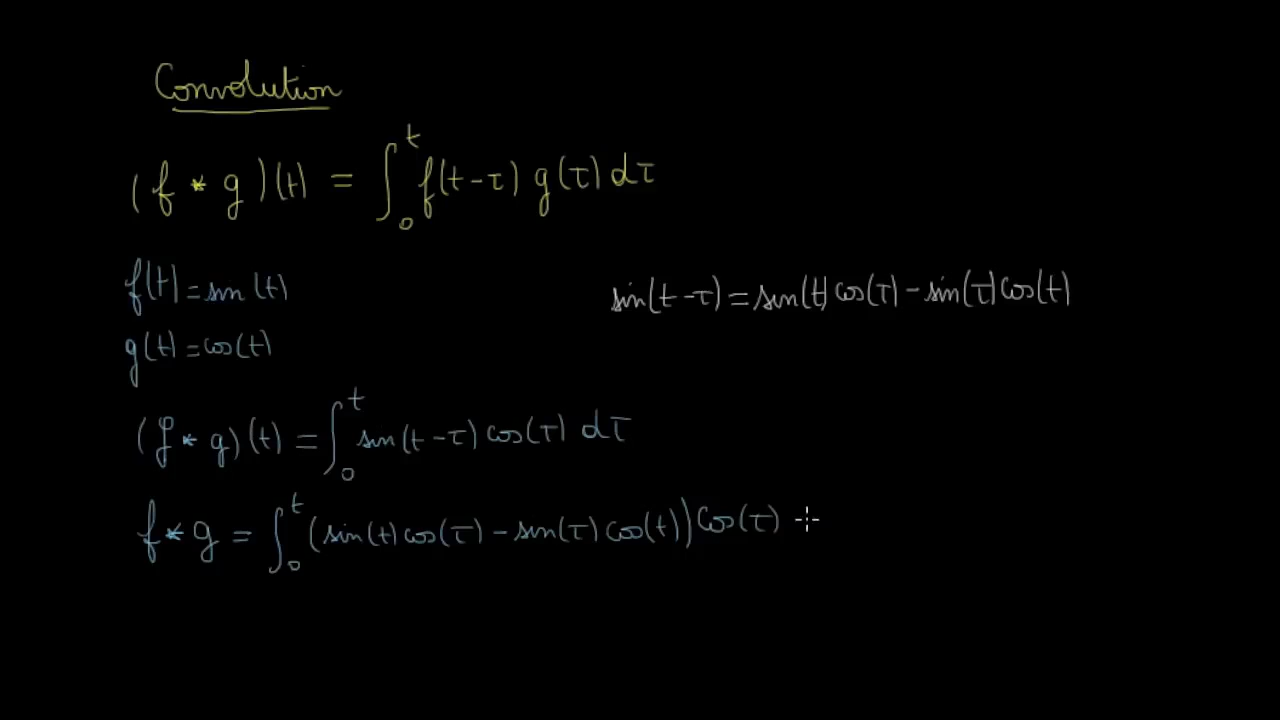 Convolution
(f * g)(t) = ∫₀ᵗ f(t-τ) g(τ) dτ
f(t) = sin(t)
sin(t-τ) = sin(t) cos(τ) - sin(τ) cos(t)
g(t) = cos(t)
(f * g)(t) = ∫₀ᵗ sin(t-τ) cos(τ) dτ
f * g = ∫₀ᵗ (sin(t) cos(τ) - sin(τ) cos(t)) cos(τ)